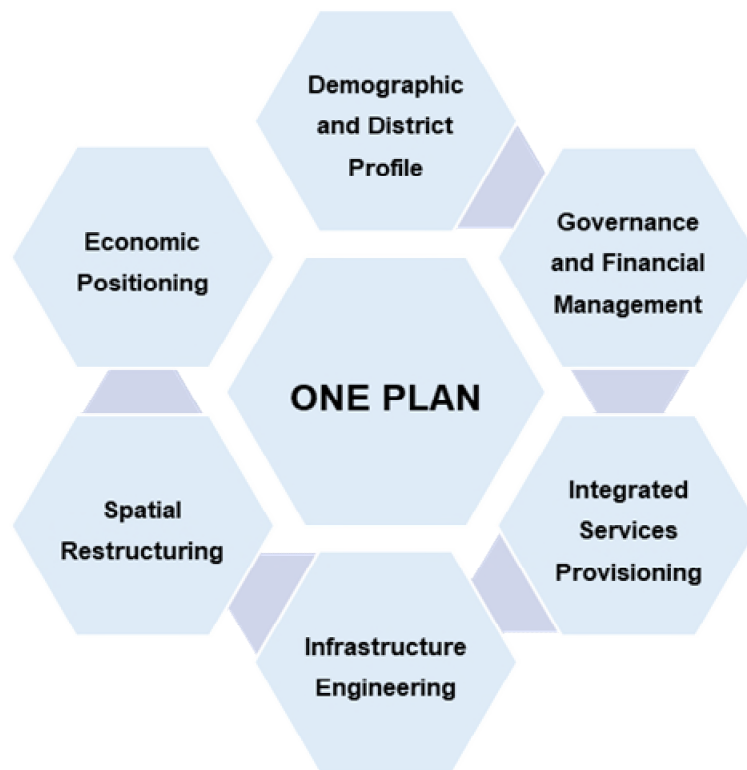 Demographic
and District
Profile
Governance
and Financial
Management
Integrated
Services
Provisioning
Infrastructure
Engineering
Spatial
Restructuring
Economic
Positioning
ONE PLAN